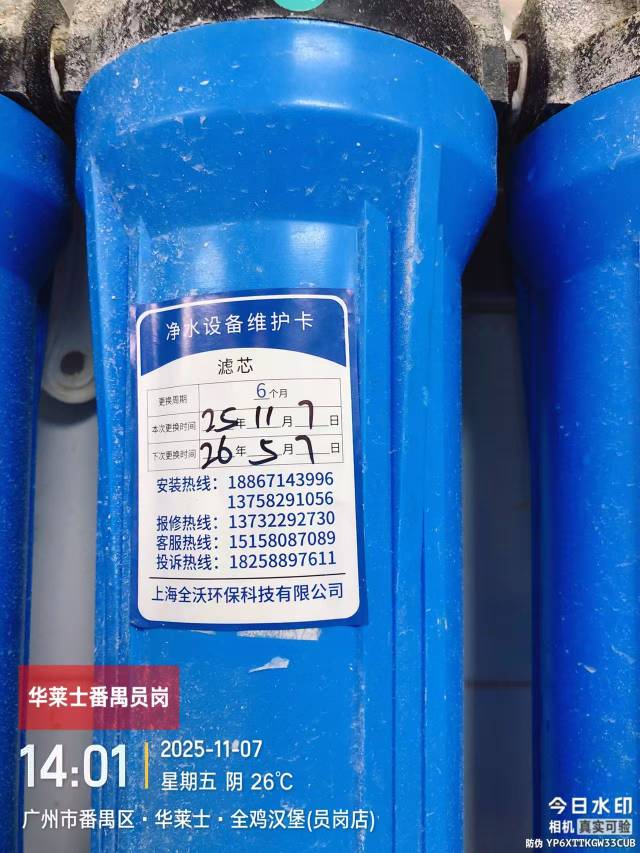 净水设备维护卡
滤芯
更换周期 6个月
本次更换时间 25年11月7日
下次更换时间 26年5月7日
安装热线：18867143996
13758291056
报修热线：13732292730
客服热线：15158087089
投诉热线：18258897611
上海全沃环保科技有限公司
华莱士番禺员岗
14:01
2025-11-07
星期五 阴 26℃
广州市番禺区·华莱士·全鸡汉堡(员岗店)
今日水印
相机 真实可验
防伪 YP6XTTKGW33CUB